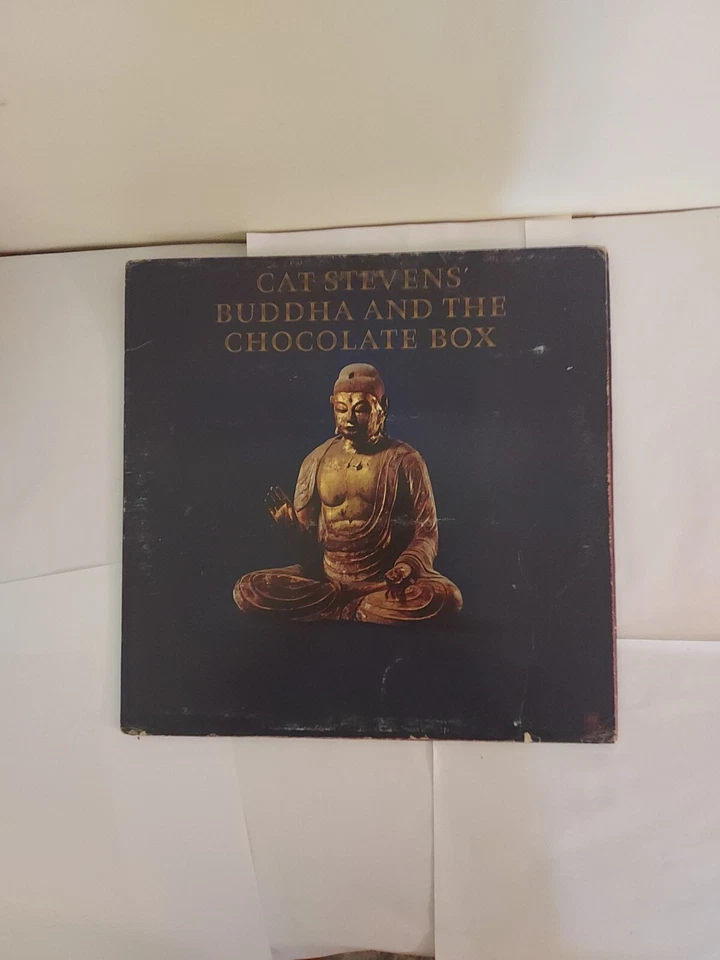 CAT STEVENS'
BUDDHA AND THE
CHOCOLATE BOX